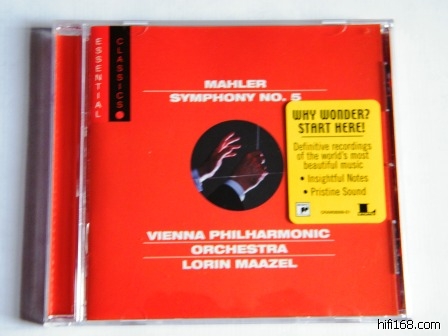 ESSENTIAL
CLASSICS
MAHLER
SYMPHONY NO. 5
WHY WONDER?
START HERE!
Definitive recordings
of the world's most
beautiful music
• Insightful Notes
• Pristine Sound
VIENNA PHILHARMONIC
ORCHESTRA
LORIN MAAZEL
hifi168.com